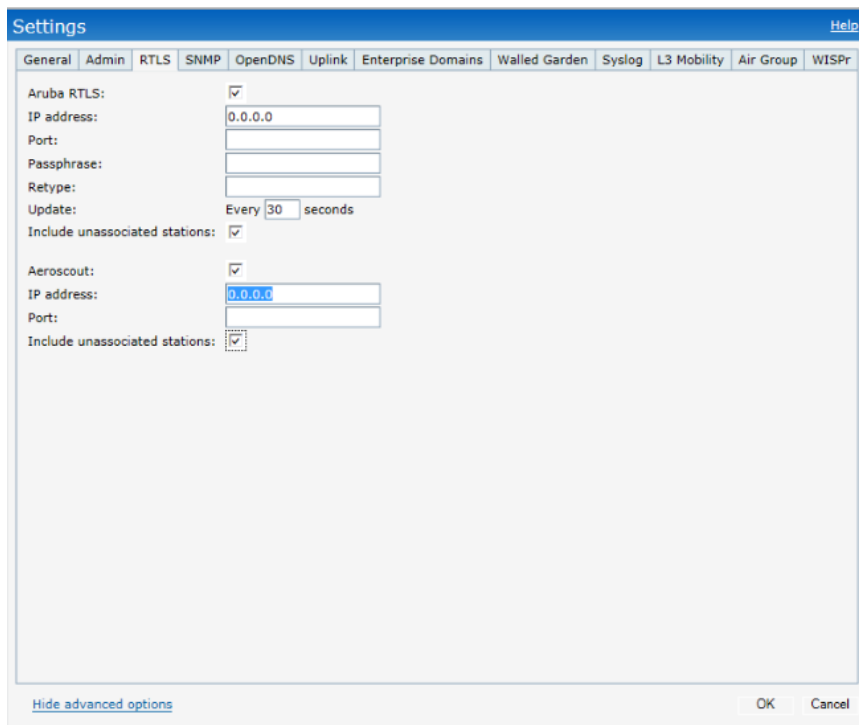 Settings Help
General Admin RTLS SNMP OpenDNS Uplink Enterprise Domains Walled Garden Syslog L3 Mobility Air Group WISPr
Aruba RTLS:
IP address: 0.0.0.0
Port:
Passphrase:
Retype:
Update: Every 30 seconds
Include unassociated stations:
Aeroscout:
IP address: 0.0.0.0
Port:
Include unassociated stations:
Hide advanced options OK Cancel